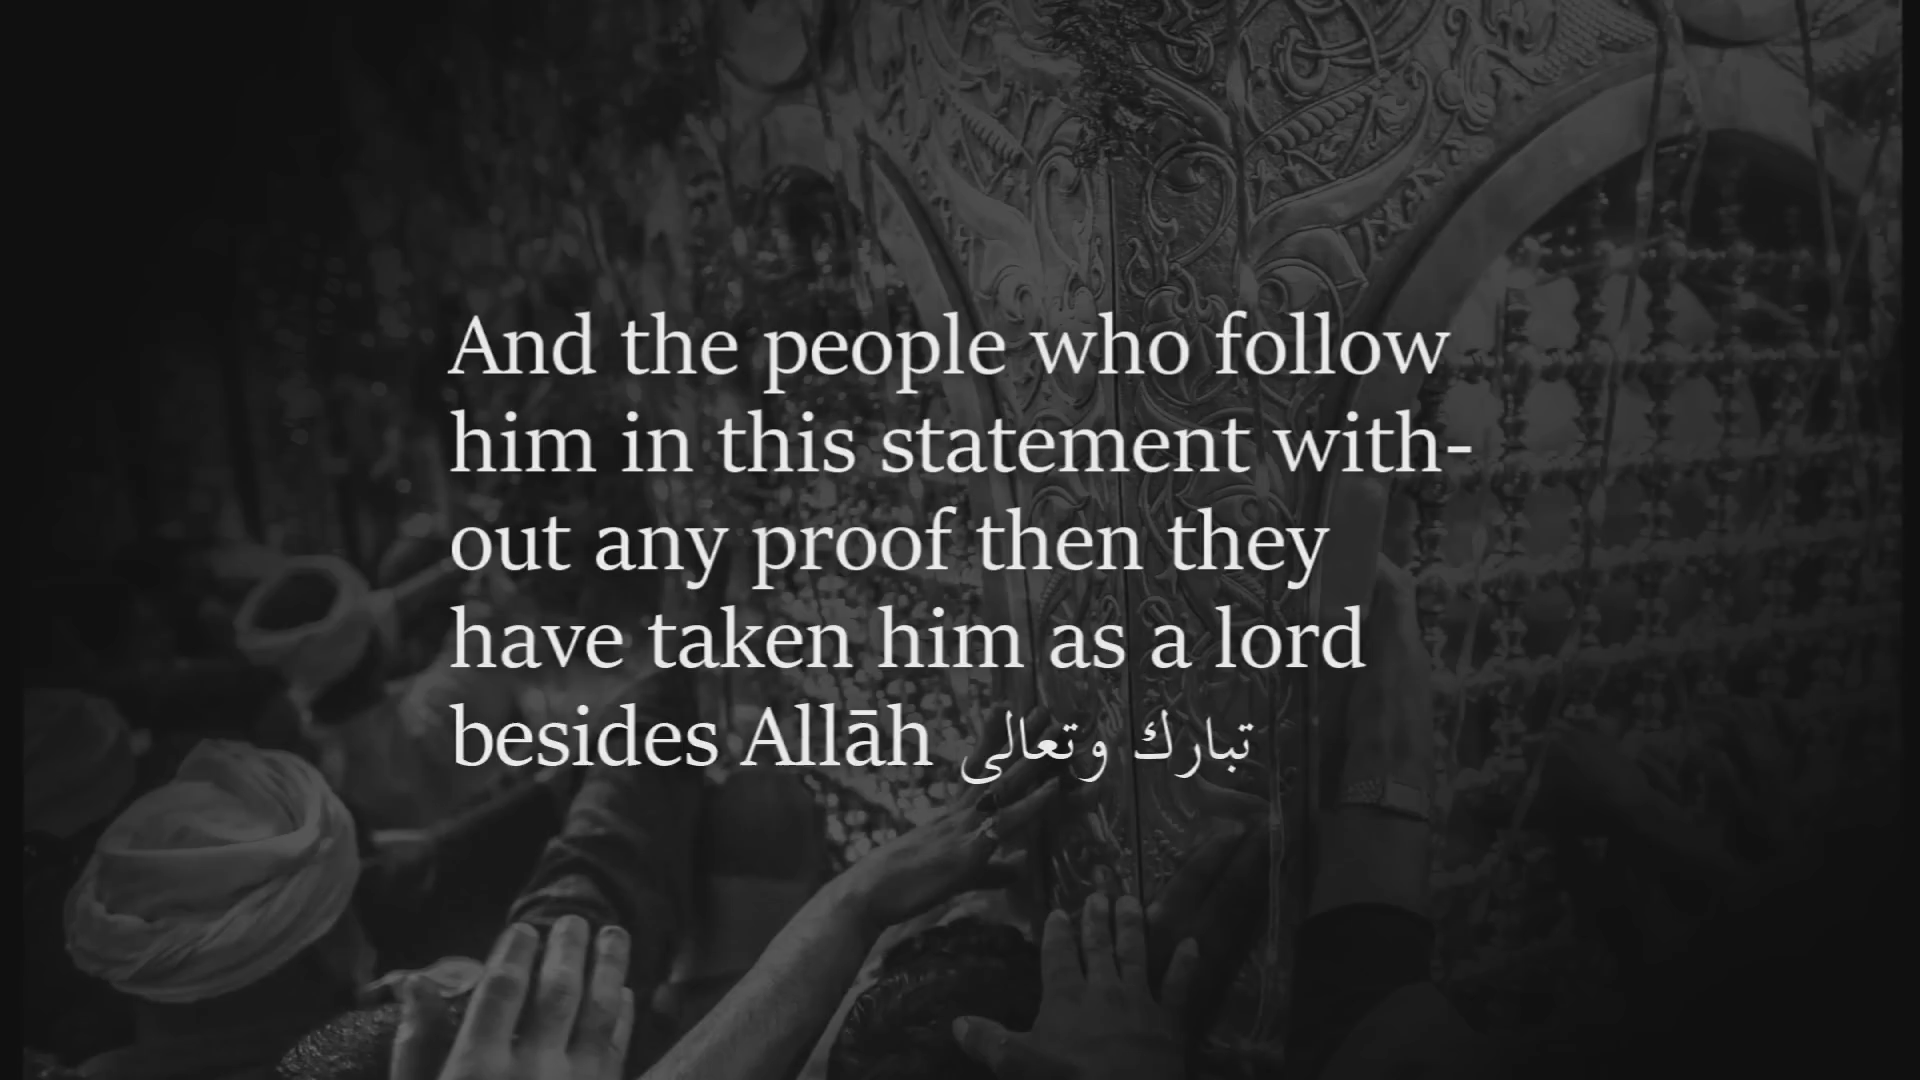 And the people who follow
him in this statement with-
out any proof then they
have taken him as a lord
besides Allāh تبارك وتعالى